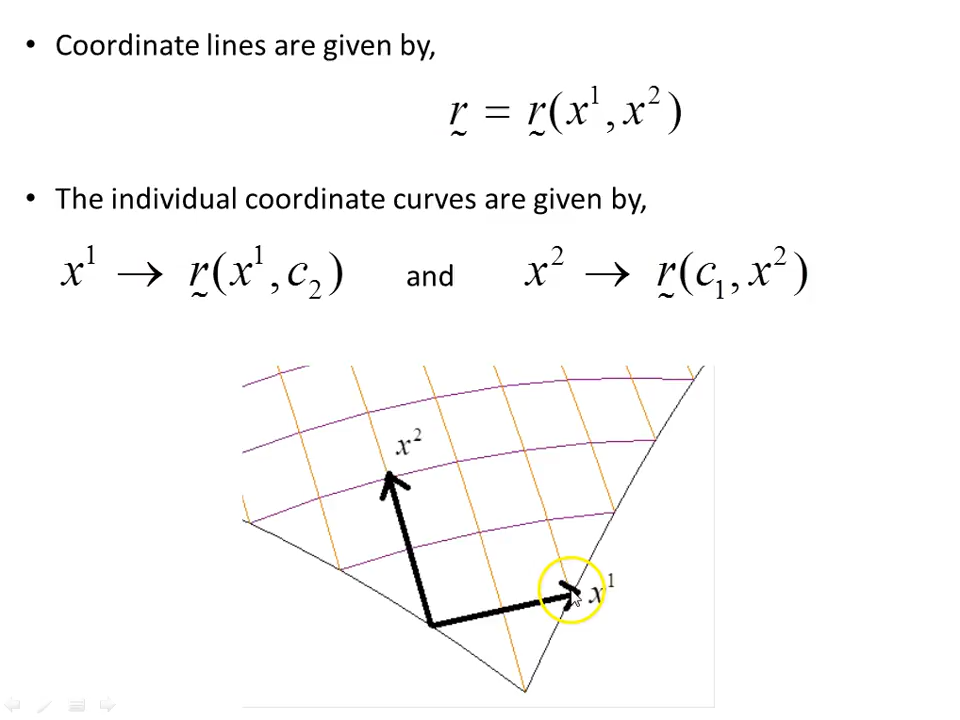 • Coordinate lines are given by,
r̰ = r̰(x¹, x²)
• The individual coordinate curves are given by,
x¹ → r̰(x¹, c₂) and x² → r̰(c₁, x²)
x²
x¹